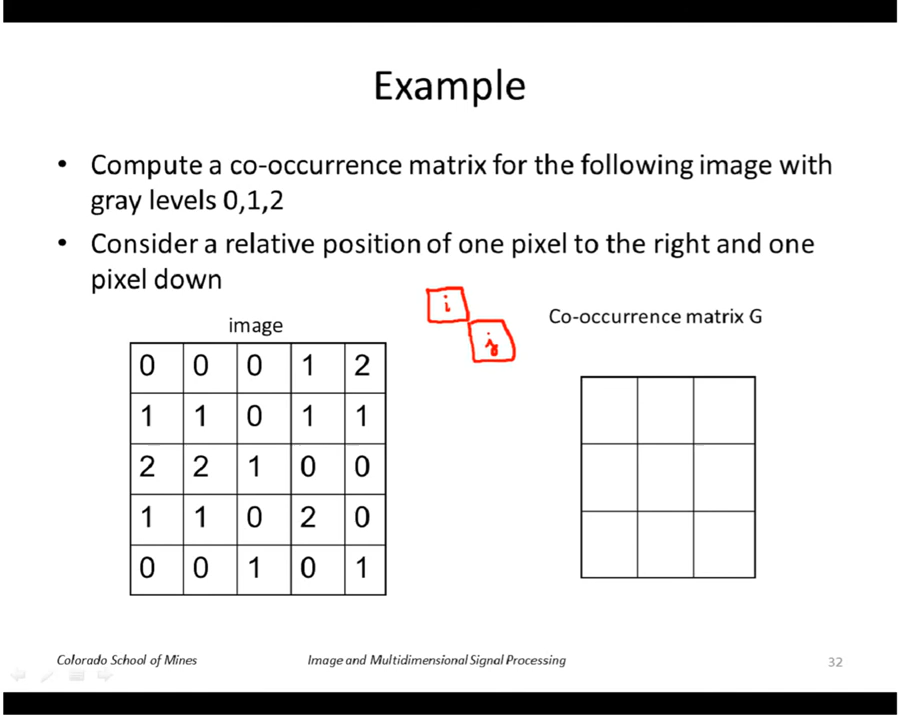 Example
• Compute a co-occurrence matrix for the following image with
gray levels 0,1,2
• Consider a relative position of one pixel to the right and one
pixel down
i
j
image
Co-occurrence matrix G
0 0 0 1 2
1 1 0 1 1
2 2 1 0 0
1 1 0 2 0
0 0 1 0 1
Colorado School of Mines Image and Multidimensional Signal Processing 32